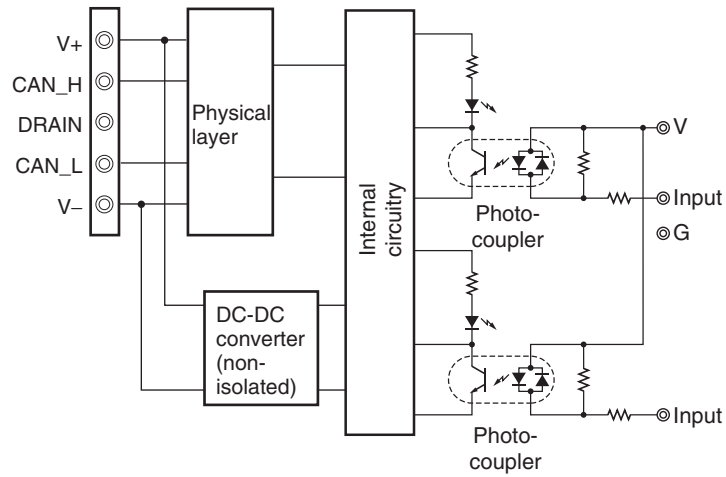 V+
CAN_H
DRAIN
CAN_L
V–
Physical
layer
DC-DC
converter
(non-
isolated)
Internal
circuitry
Photo-
coupler
V
Input
G
Photo-
coupler
Input